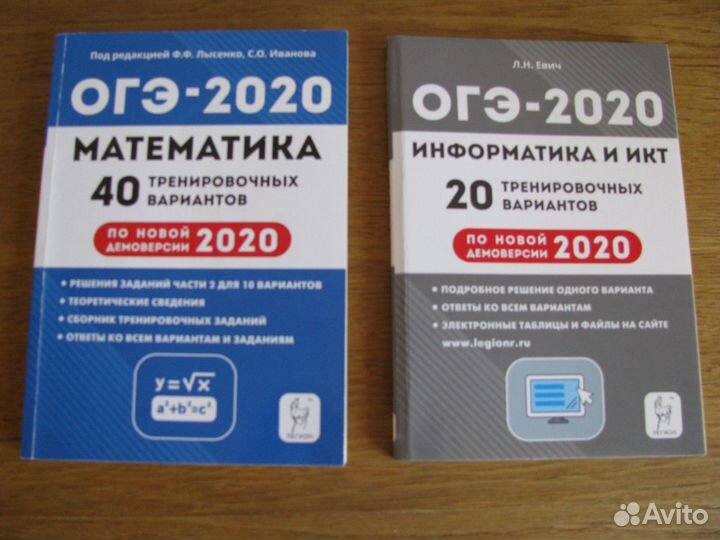 Под редакцией Ф.Ф. Лысенко, С.О. Иванова
ОГЭ-2020
МАТЕМАТИКА
40 ТРЕНИРОВОЧНЫХ
ВАРИАНТОВ
ПО НОВОЙ
ДЕМОВЕРСИИ 2020
• РЕШЕНИЯ ЗАДАНИЙ ЧАСТИ 2 ДЛЯ 10 ВАРИАНТОВ
• ТЕОРЕТИЧЕСКИЕ СВЕДЕНИЯ
• СБОРНИК ТРЕНИРОВОЧНЫХ ЗАДАНИЙ
• ОТВЕТЫ КО ВСЕМ ВАРИАНТАМ И ЗАДАНИЯМ
y=√x
a²+b²=c²
ЛЕГИОН
Л.Н. Евич
ОГЭ-2020
ИНФОРМАТИКА И ИКТ
20 ТРЕНИРОВОЧНЫХ
ВАРИАНТОВ
ПО НОВОЙ
ДЕМОВЕРСИИ 2020
• ПОДРОБНОЕ РЕШЕНИЕ ОДНОГО ВАРИАНТА
• ОТВЕТЫ КО ВСЕМ ВАРИАНТАМ
• ЭЛЕКТРОННЫЕ ТАБЛИЦЫ И ФАЙЛЫ НА САЙТЕ
www.legionr.ru
ЛЕГИОН
Avito